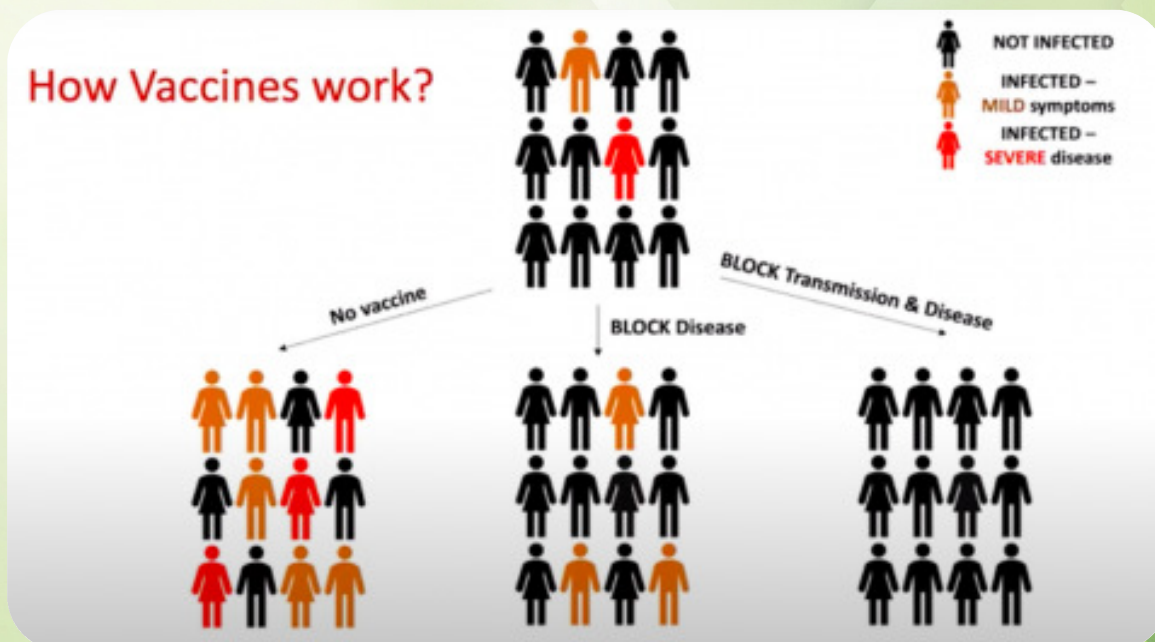 How Vaccines work?
NOT INFECTED
INFECTED –
MILD symptoms
INFECTED –
SEVERE disease
No vaccine
BLOCK Disease
BLOCK Transmission & Disease